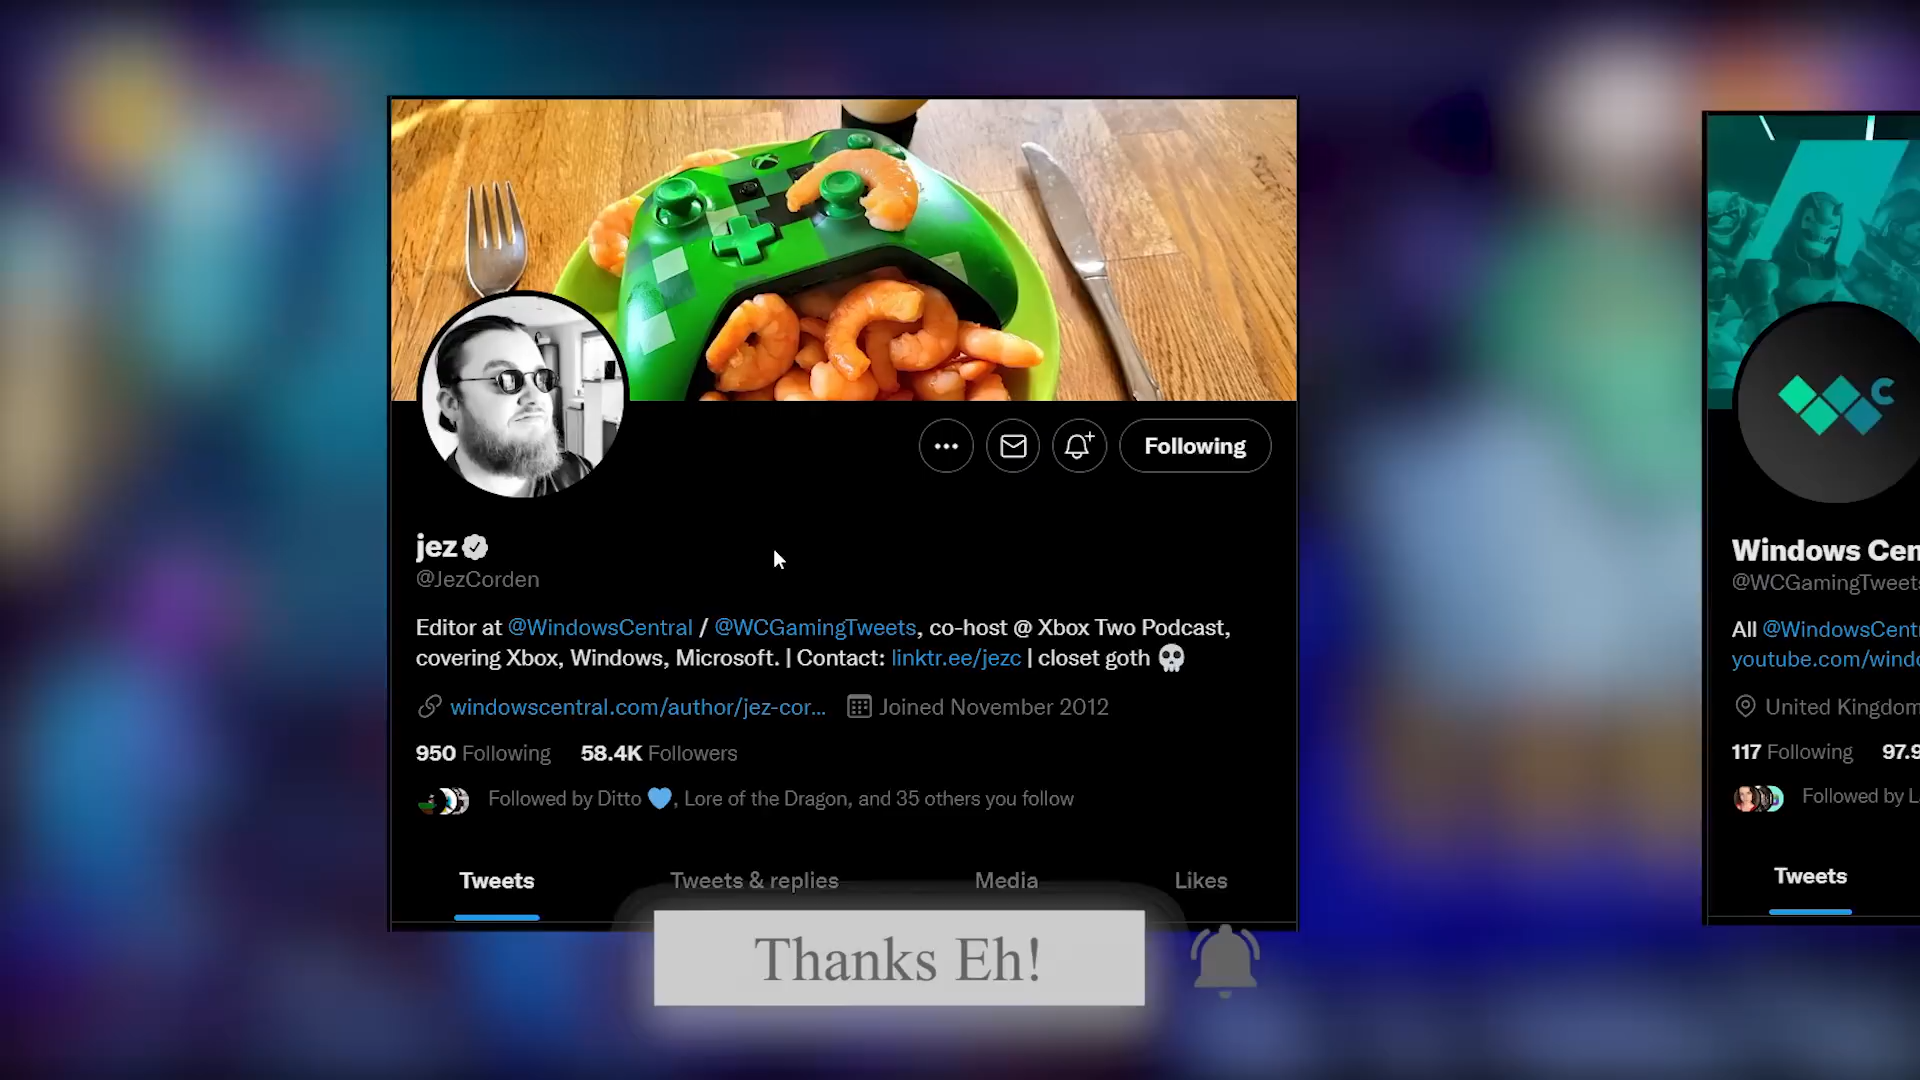 Following
jez
@JezCorden
Editor at @WindowsCentral / @WCGamingTweets, co-host @ Xbox Two Podcast,
covering Xbox, Windows, Microsoft. | Contact: linktr.ee/jezc | closet goth 💀
windowscentral.com/author/jez-cor... Joined November 2012
950 Following 58.4K Followers
Followed by Ditto 💙, Lore of the Dragon, and 35 others you follow
Tweets Tweets & replies Media Likes
WC
Windows Cen
@WCGamingTweets
All @WindowsCent
youtube.com/windo
United Kingdom
117 Following 97.9
Followed by L
Tweets
Thanks Eh!